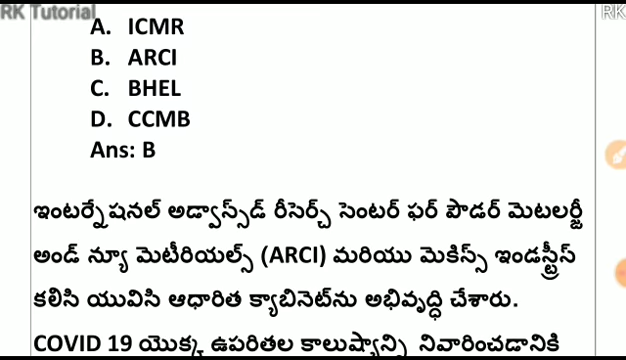 RK Tutorial
RK
A. ICMR
B. ARCI
C. BHEL
D. CCMB
Ans: B
ఇంటర్నేషనల్ అడ్వాన్స్‌డ్ రీసెర్చ్ సెంటర్ ఫర్ పౌడర్ మెటలర్జీ
అండ్ న్యూ మెటీరియల్స్ (ARCI) మరియు మెకిన్స్ ఇండస్ట్రీస్
కలిసి యువిసి ఆధారిత క్యాబినెట్‌ను అభివృద్ధి చేశారు.
COVID 19 యొక్క ఉపరితల కాలుష్యాన్ని నివారించడానికి